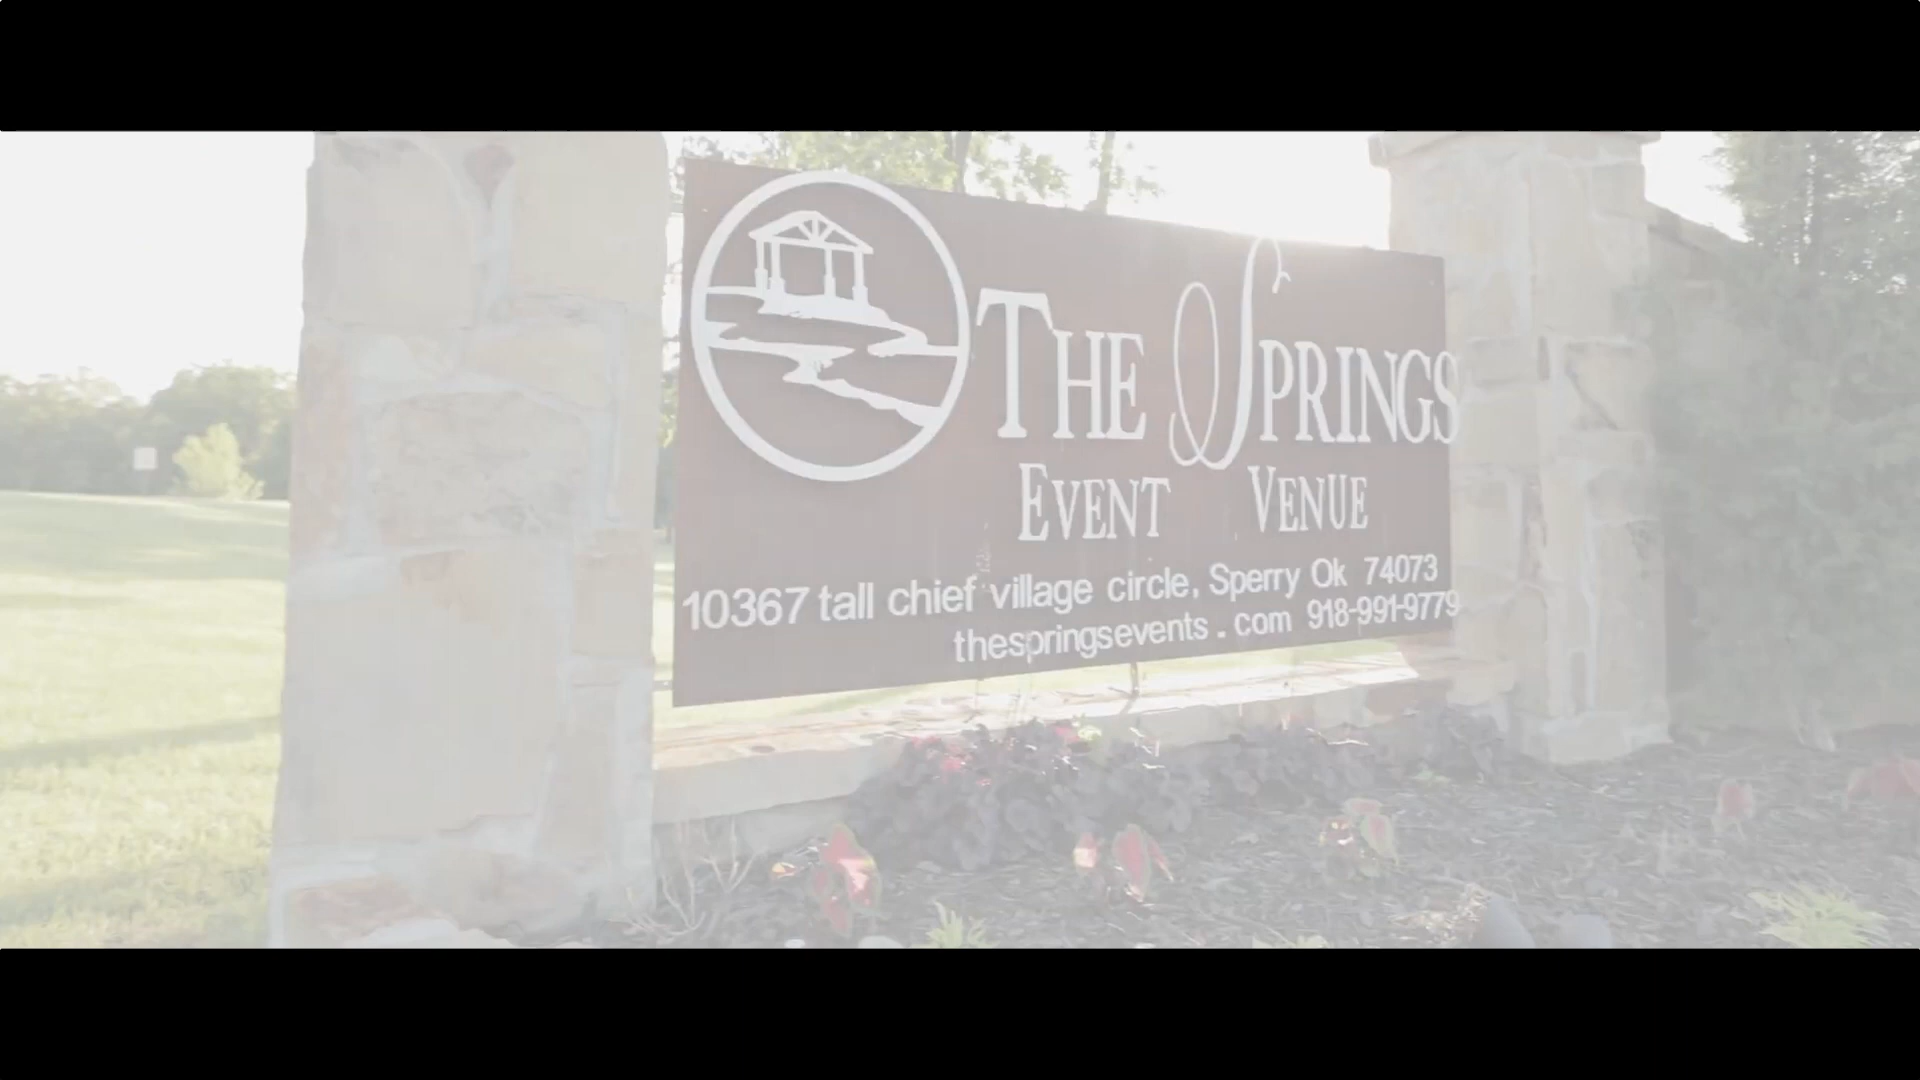 The Springs
Event Venue
10367 tall chief village circle, Sperry Ok 74073
thespringsevents.com 918-991-9779